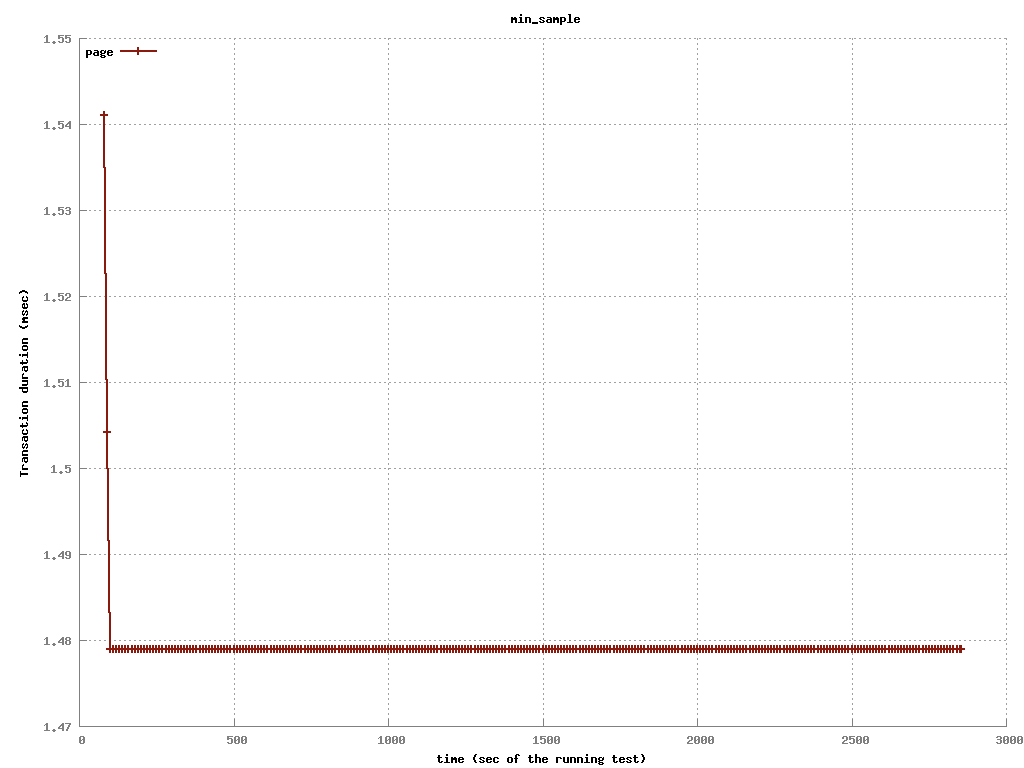 min_sample
1.55
page
1.54
1.53
1.52
1.51
1.5
1.49
1.48
1.47
Transaction duration (msec)
0 500 1000 1500 2000 2500 3000
time (sec of the running test)